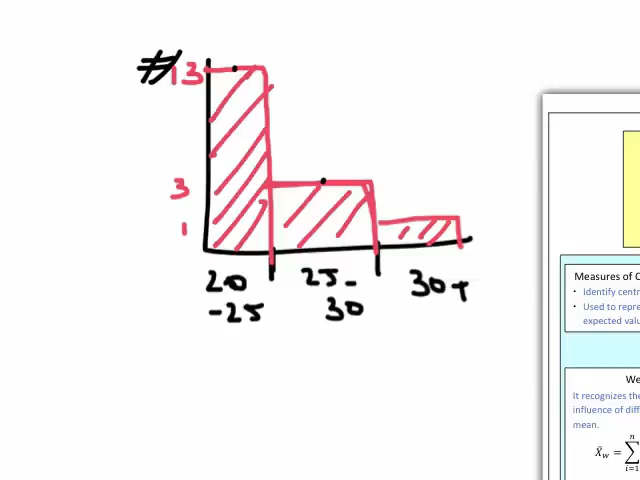 #
13
3
1
20 25- 30+
-25 30
Measures of C
• Identify centr
• Used to repre
expected valu
We
It recognizes the
influence of diff
mean.
X̄w = ∑
n
i=1